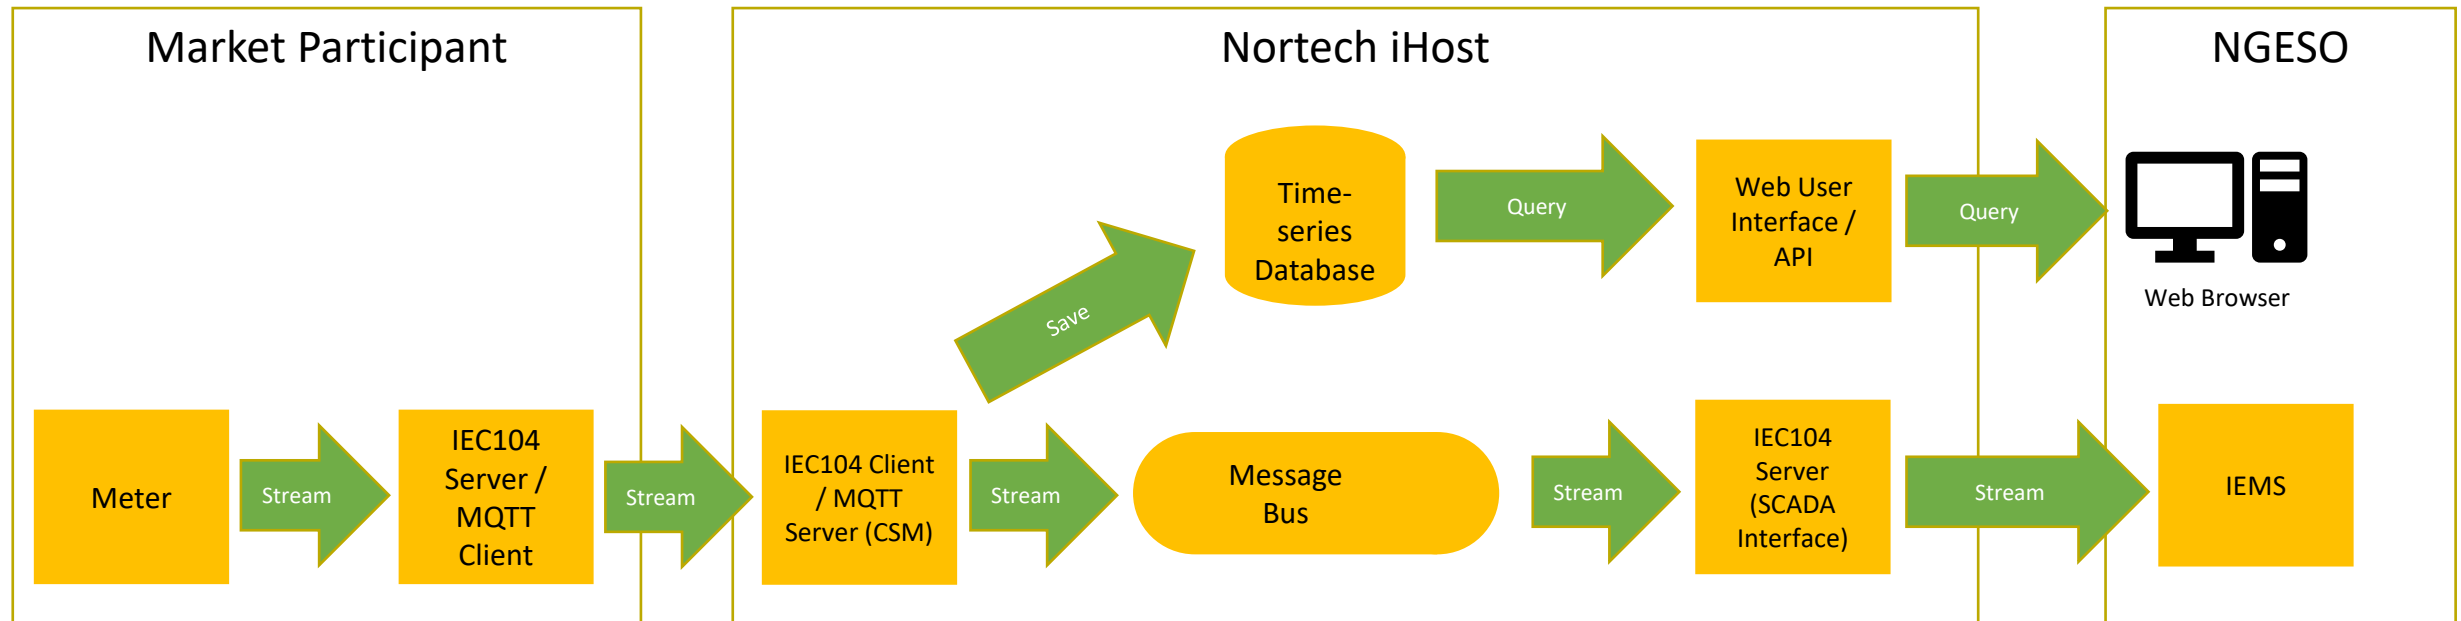 Market Participant
Nortech iHost
NGESO
Time-
series
Database
Query
Web User
Interface /
API
Query
Web Browser
Save
Meter
Stream
IEC104
Server /
MQTT
Client
Stream
IEC104 Client
/ MQTT
Server (CSM)
Stream
Message
Bus
Stream
IEC104
Server
(SCADA
Interface)
Stream
IEMS